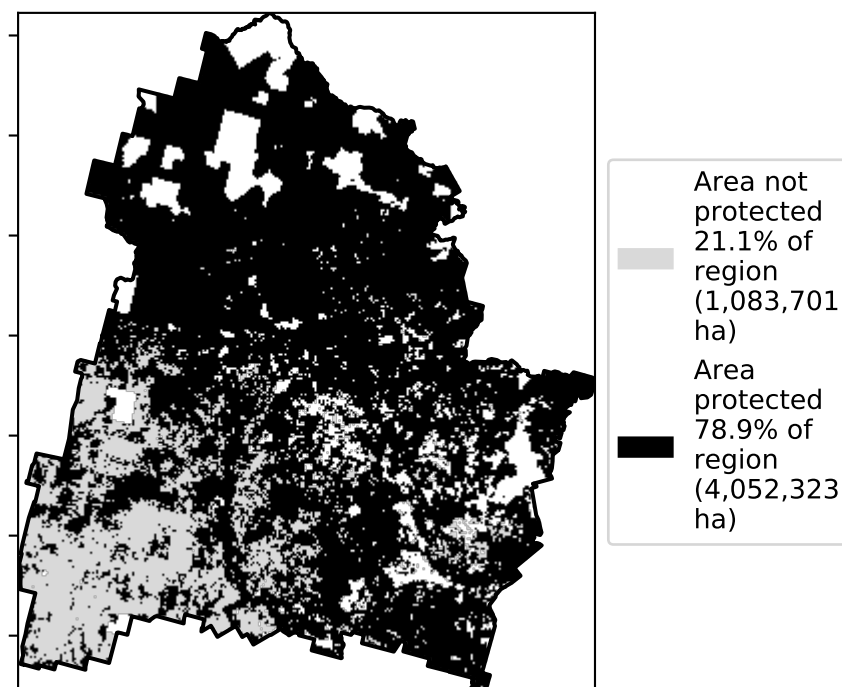 Area not
protected
21.1% of
region
(1,083,701
ha)
Area
protected
78.9% of
region
(4,052,323
ha)